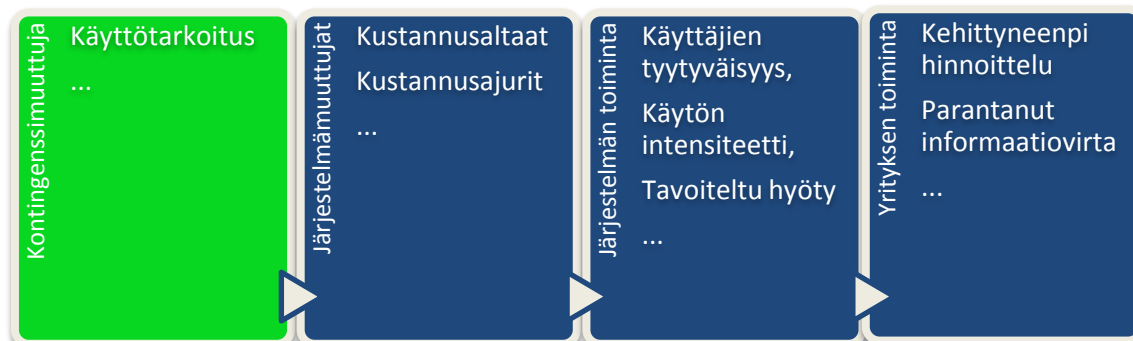 Kontingenssimuuttuja
Käyttötarkoitus
...
Järjestelmämuuttujat
Kustannusaltaat
Kustannusajurit
...
Järjestelmän toiminta
Käyttäjien
tyytyväisyys,
Käytön
intensiteetti,
Tavoiteltu hyöty
...
Yrityksen toiminta
Kehittyneenpi
hinnoittelu
Parantanut
informaatiovirta
...